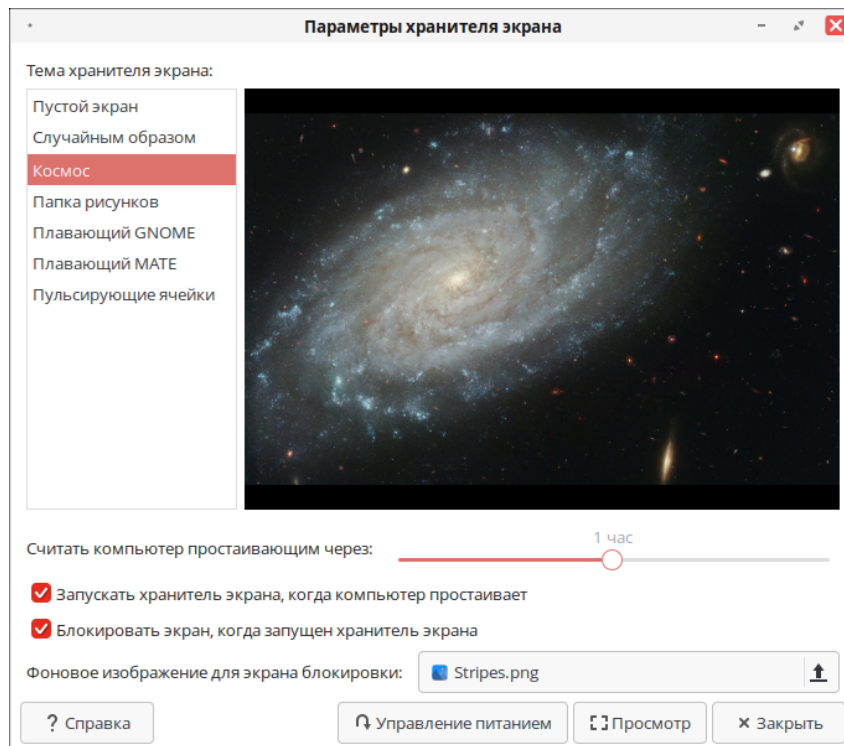 Параметры хранителя экрана
Тема хранителя экрана:
Пустой экран
Случайным образом
Космос
Папка рисунков
Плавающий GNOME
Плавающий MATE
Пульсирующие ячейки
1 час
Считать компьютер простаивающим через:
Запускать хранитель экрана, когда компьютер простаивает
Блокировать экран, когда запущен хранитель экрана
Фоновое изображение для экрана блокировки: Stripes.png
? Справка Управление питанием Просмотр Закрыть